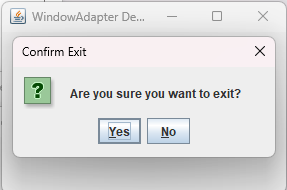 WindowAdapter De...
Confirm Exit
?
Are you sure you want to exit?
Yes No